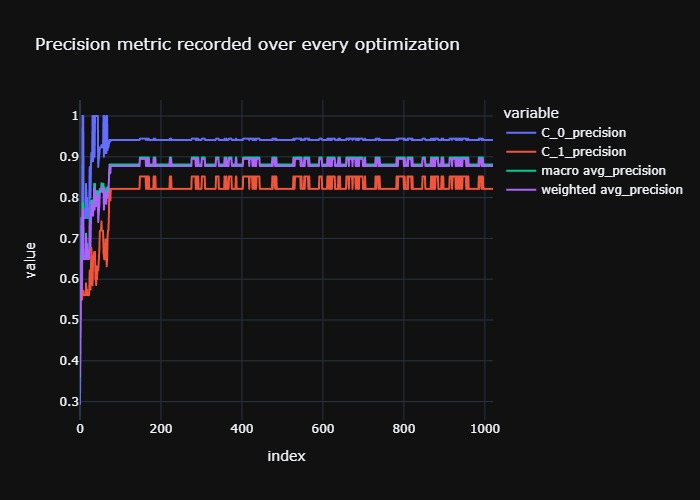 Precision metric recorded over every optimization
variable
C_0_precision
C_1_precision
macro avg_precision
weighted avg_precision
value
1
0.9
0.8
0.7
0.6
0.5
0.4
0.3
0 200 400 600 800 1000
index